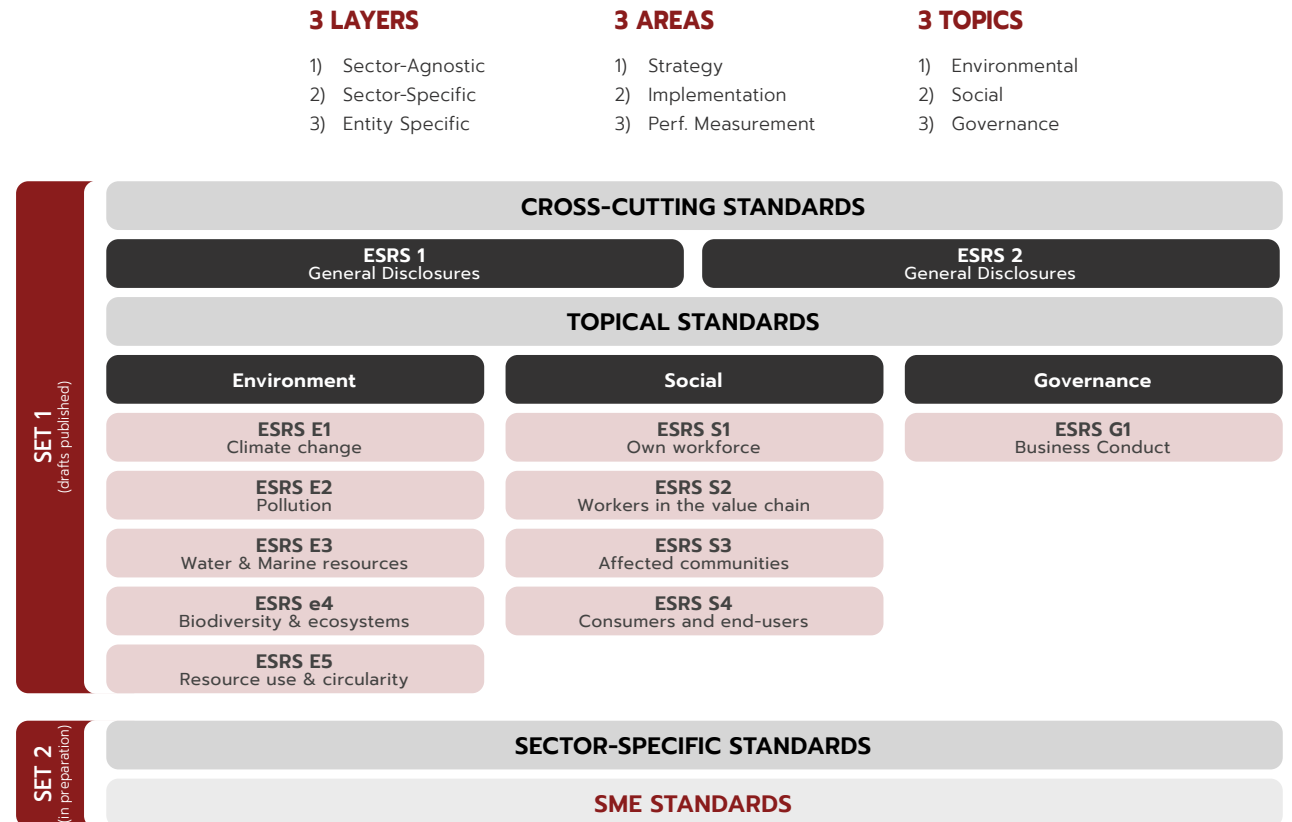 3 LAYERS
1) Sector-Agnostic
2) Sector-Specific
3) Entity Specific
3 AREAS
1) Strategy
2) Implementation
3) Perf. Measurement
3 TOPICS
1) Environmental
2) Social
3) Governance
SET 1
(drafts published)
CROSS-CUTTING STANDARDS
ESRS 1
General Disclosures
ESRS 2
General Disclosures
TOPICAL STANDARDS
Environment
ESRS E1
Climate change
ESRS E2
Pollution
ESRS E3
Water & Marine resources
ESRS e4
Biodiversity & ecosystems
ESRS E5
Resource use & circularity
Social
ESRS S1
Own workforce
ESRS S2
Workers in the value chain
ESRS S3
Affected communities
ESRS S4
Consumers and end-users
Governance
ESRS G1
Business Conduct
SET 2
(in preparation)
SECTOR-SPECIFIC STANDARDS
SME STANDARDS